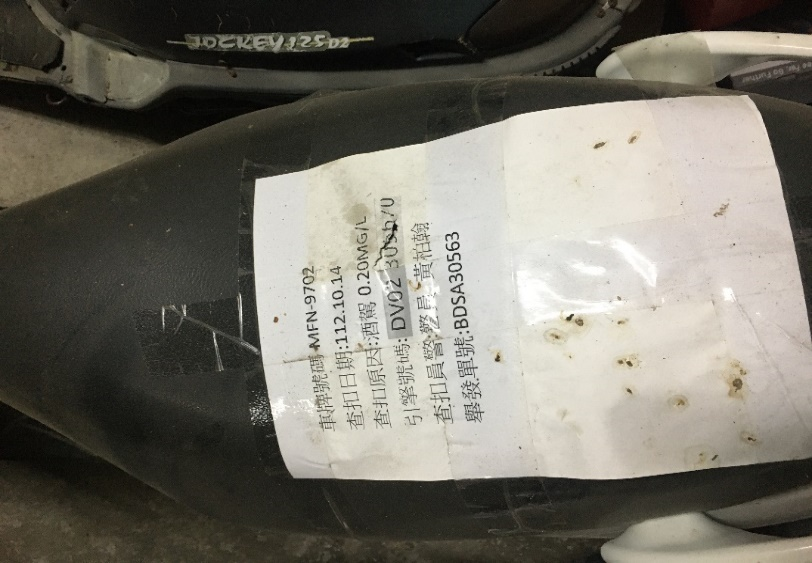 JOCKEY125DZ
車牌號碼:MFN-9702
查扣日期:112.10.14
查扣原因:酒駕 0.20MG/L
引擎號碼:
查扣員警:警員 黃柏翰
舉發單號:BDSA30563